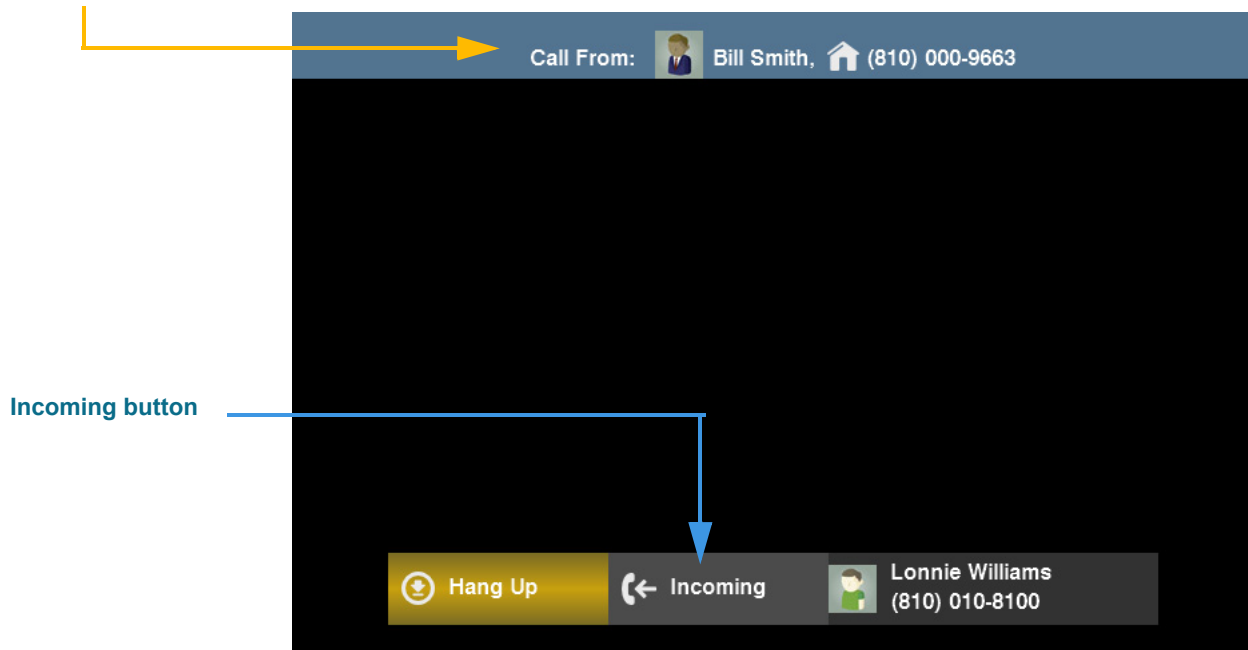 Call From: Bill Smith, (810) 000-9663
Incoming button
Hang Up Incoming Lonnie Williams
(810) 010-8100